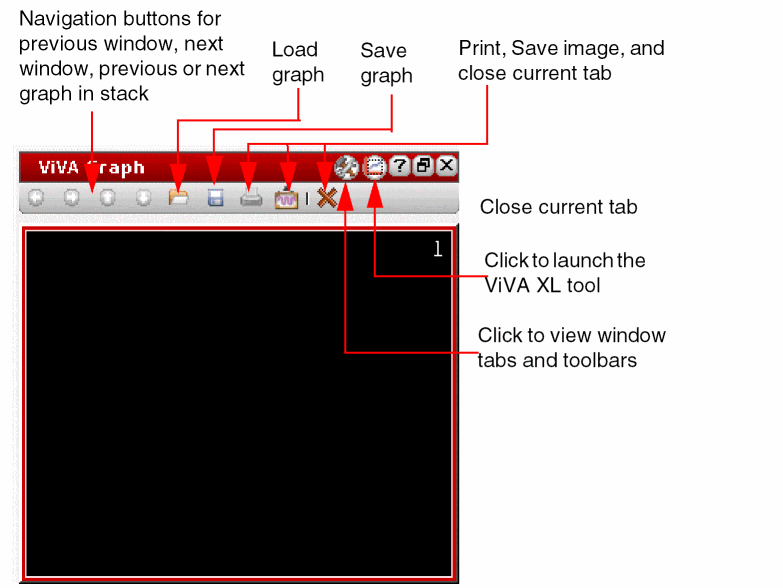 Navigation buttons for
previous window, next
window, previous or next
graph in stack
Load
graph
Save
graph
Print, Save image, and
close current tab
ViVA Graph
?
Close current tab
1
Click to launch the
ViVA XL tool
Click to view window
tabs and toolbars